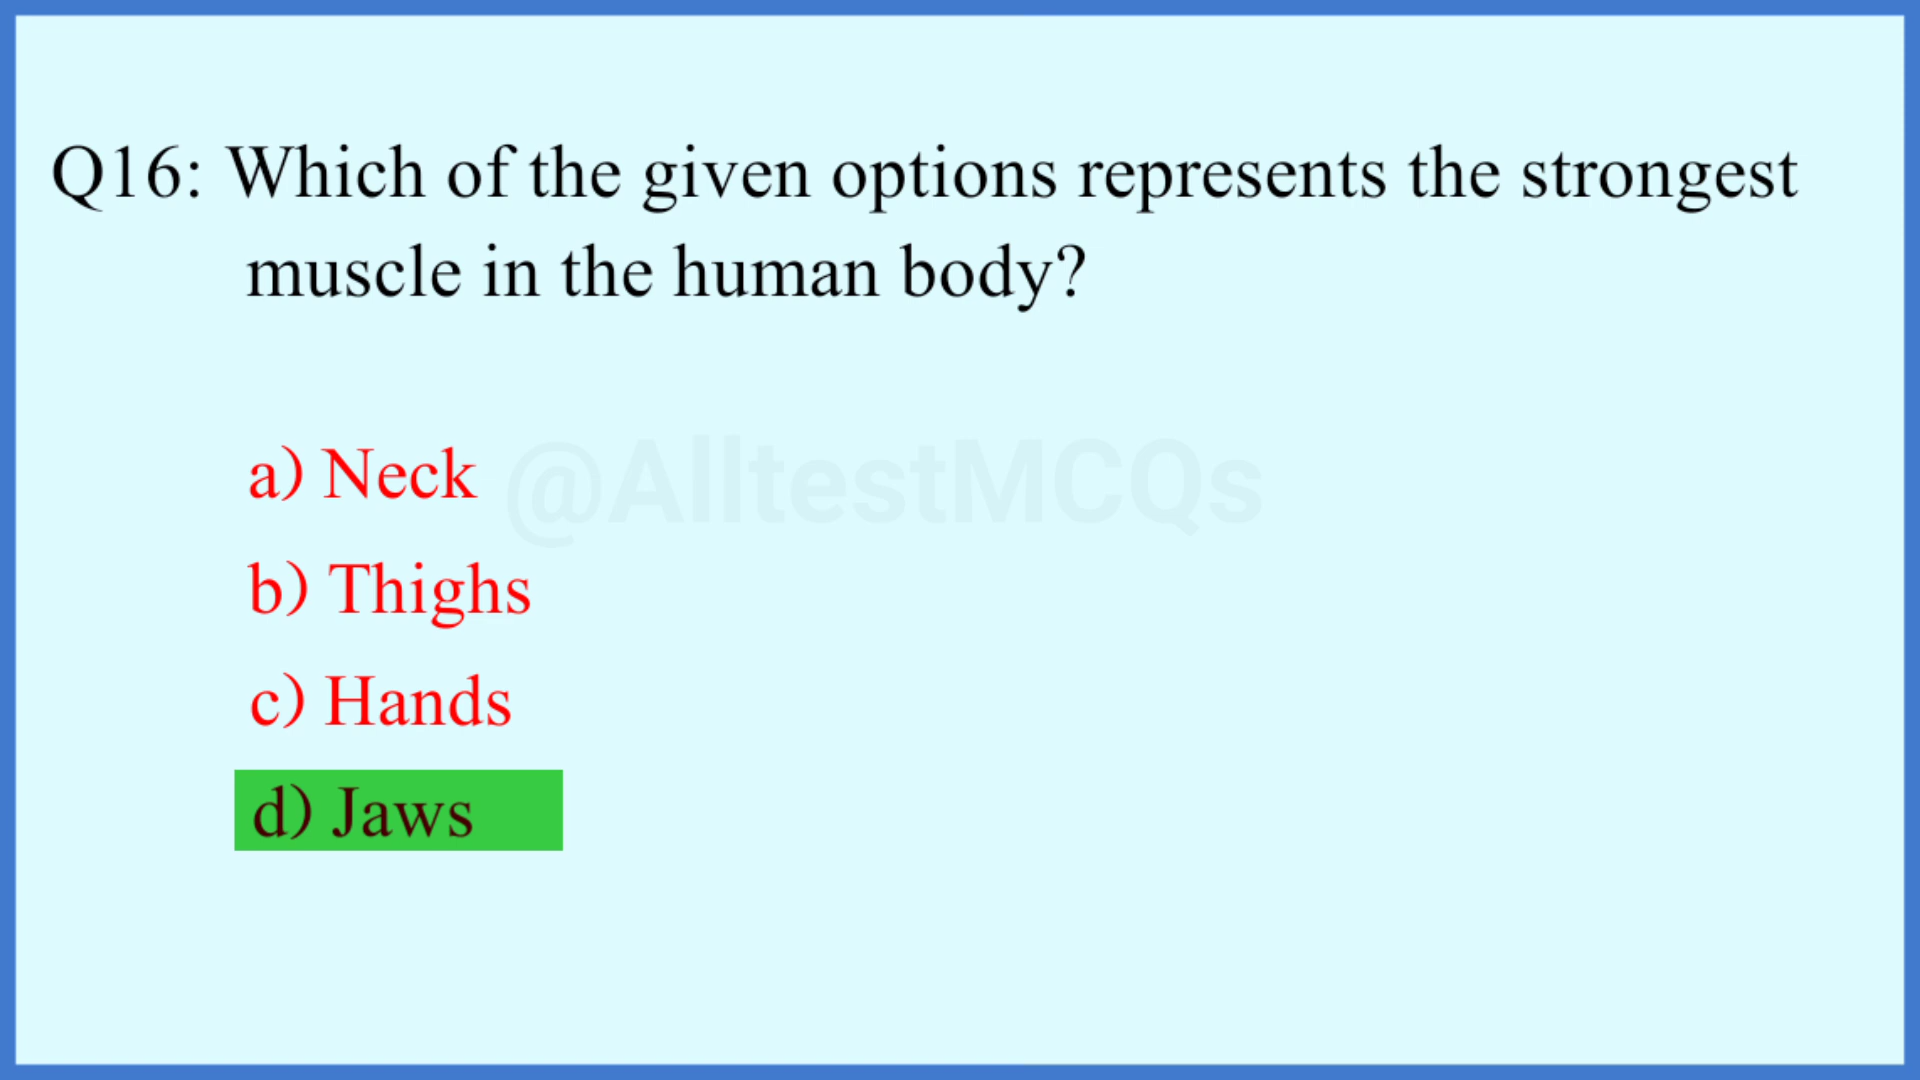 Q16: Which of the given options represents the strongest
muscle in the human body?
a) Neck
@AlltestMCQs
b) Thighs
c) Hands
d) Jaws